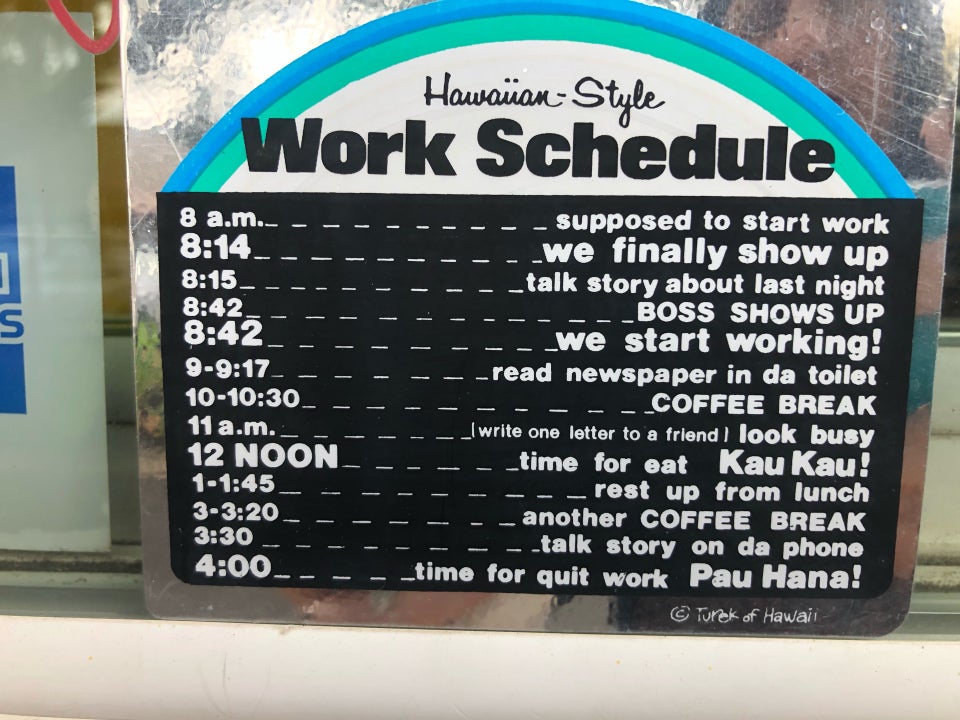 Hawaiian-Style
Work Schedule
8 a.m. supposed to start work
8:14 we finally show up
8:15 talk story about last night
8:42 BOSS SHOWS UP
8:42 we start working!
9-9:17 read newspaper in da toilet
10-10:30 COFFEE BREAK
11 a.m. (write one letter to a friend) look busy
12 NOON time for eat Kau Kau!
1-1:45 rest up from lunch
3-3:20 another COFFEE BREAK
3:30 talk story on da phone
4:00 time for quit work Pau Hana!
© Turek of Hawaii
S